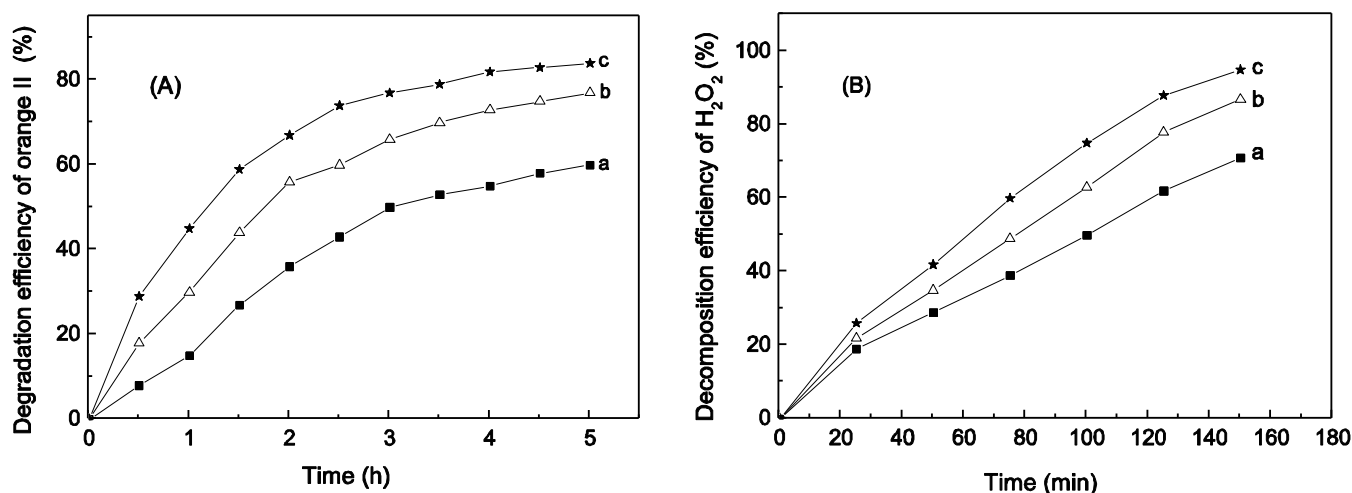 Degradation efficiency of orange II (%)
80
60
40
20
0
(A)
c
b
a
0 1 2 3 4 5
Time (h)
Decomposition efficiency of H₂O₂ (%)
100
80
60
40
20
0
(B)
c
b
a
0 20 40 60 80 100 120 140 160 180
Time (min)